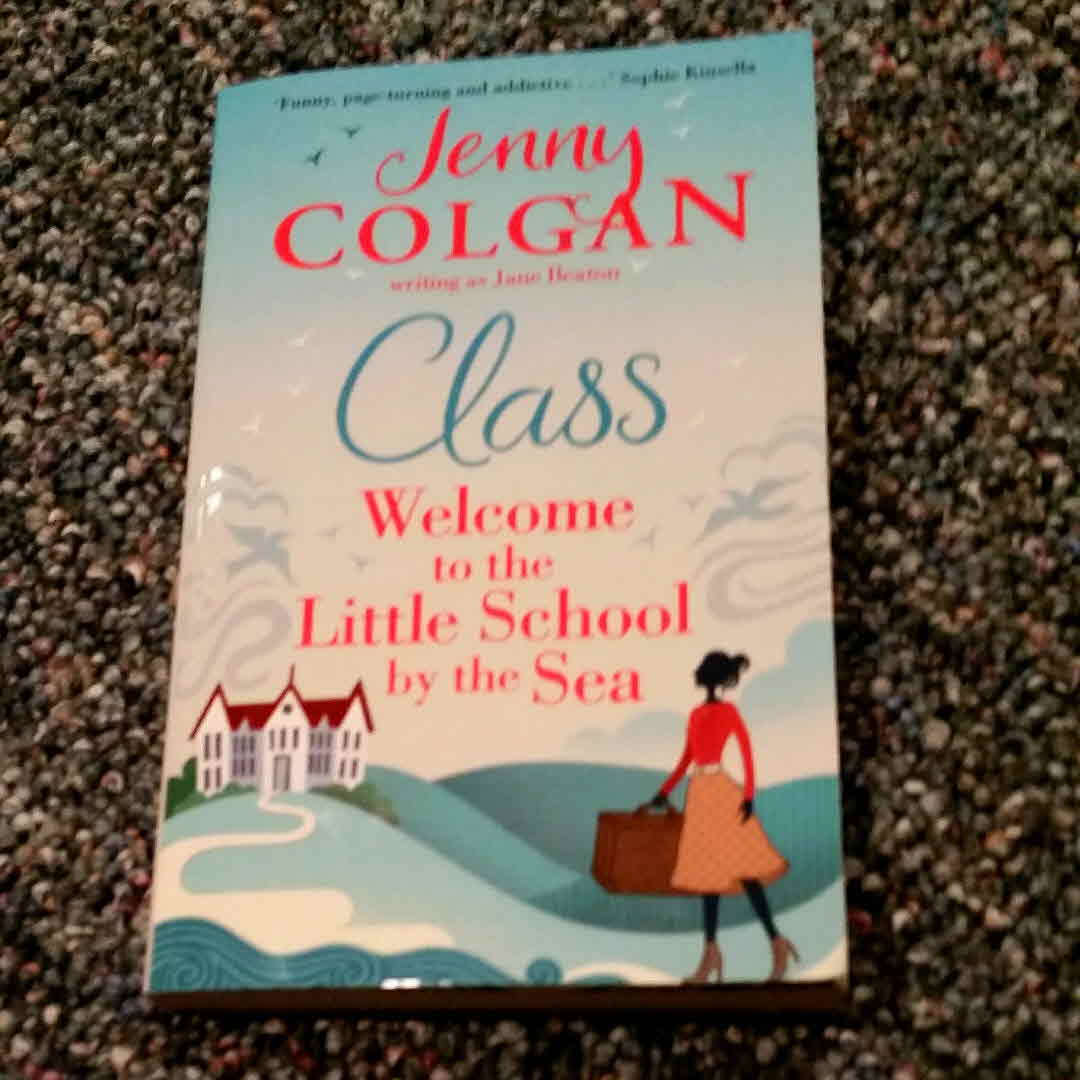 'Funny, page-turning and addictive . . . .' Sophie Kinsella
Jenny
COLGAN
writing as Jane Beaton
Class
Welcome
to the
Little School
by the Sea